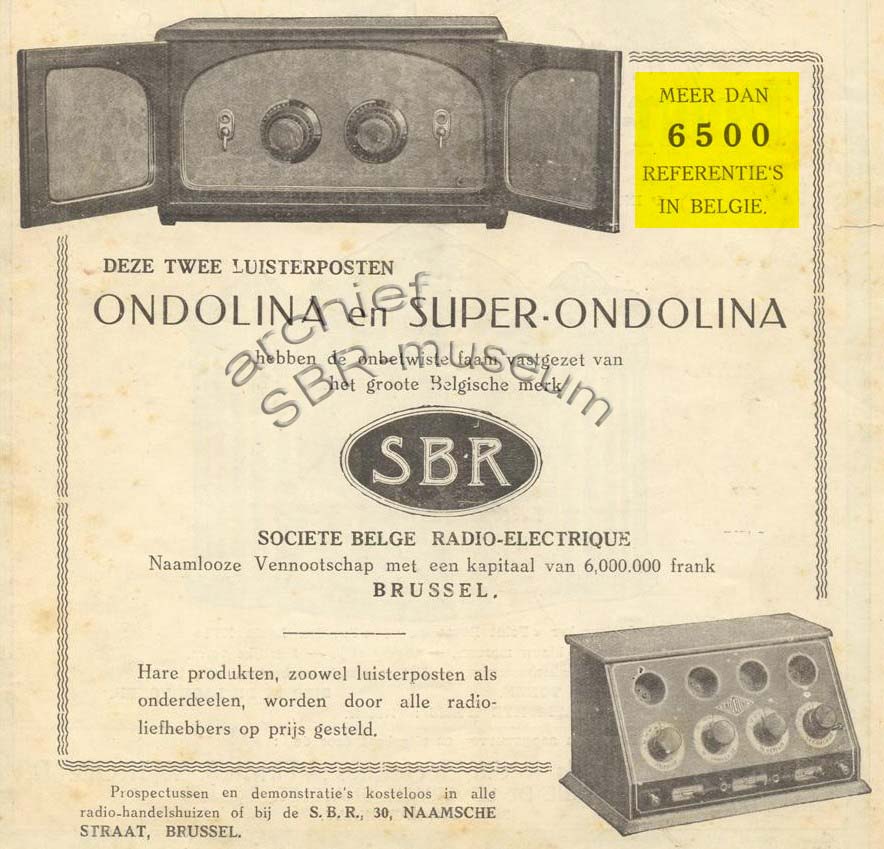 MEER DAN
6500
REFERENTIE'S
IN BELGIE.
DEZE TWEE LUISTERPOSTEN
ONDOLINA en SUPER-ONDOLINA
hebben de onbetwiste faam vastgezet van
het groote Belgische merk
archief
SBR museum
SBR
SOCIETE BELGE RADIO-ELECTRIQUE
Naamlooze Vennootschap met een kapitaal van 6,000.000 frank
BRUSSEL.
Hare produkten, zoowel luisterposten als
onderdeelen, worden door alle radio-
liefhebbers op prijs gesteld.
Prospectussen en demonstratie's kosteloos in alle
radio-handelshuizen of bij de S. B. R., 30, NAAMSCHE
STRAAT, BRUSSEL.